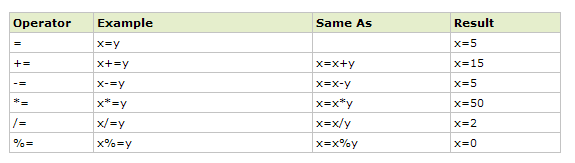 Operator Example Same As Result
= x=y x=5
+= x+=y x=x+y x=15
-= x-=y x=x-y x=5
*= x*=y x=x*y x=50
/= x/=y x=x/y x=2
%= x%=y x=x%y x=0